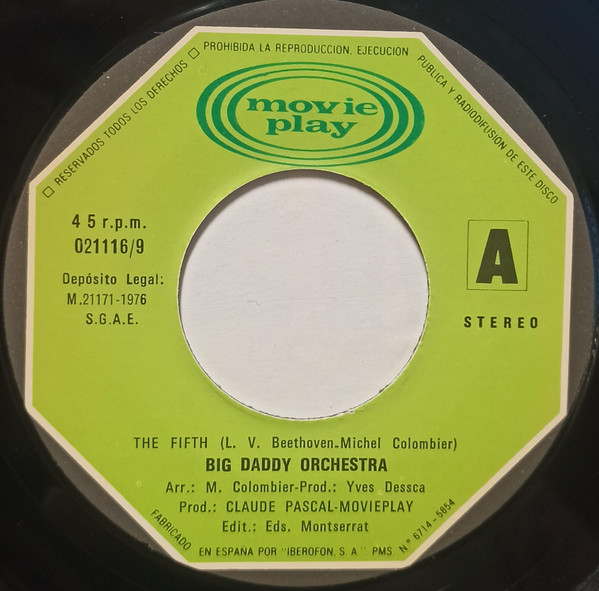 □ RESERVADOS TODOS LOS DERECHOS □ PROHIBIDA LA REPRODUCCION, EJECUCION PUBLICA Y RADIODIFUSION DE ESTE DISCO
movie
play
45 r.p.m.
021116/9
Depósito Legal:
M.21171-1976
S.G.A.E.
A
STEREO
THE FIFTH (L. V. Beethoven-Michel Colombier)
BIG DADDY ORCHESTRA
Arr.: M. Colombier-Prod.: Yves Dessca
Prod.: CLAUDE PASCAL-MOVIEPLAY
Edit.: Eds. Montserrat
FABRICADO EN ESPAÑA POR "IBEROFON, S A" PMS. Nº 6714-5854